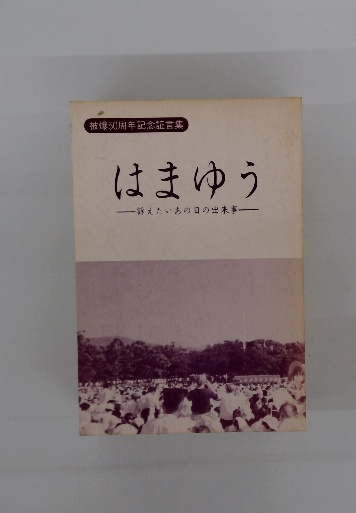 被爆50周年記念証言集
はまゆう
——訴えたいあの日の出来事——